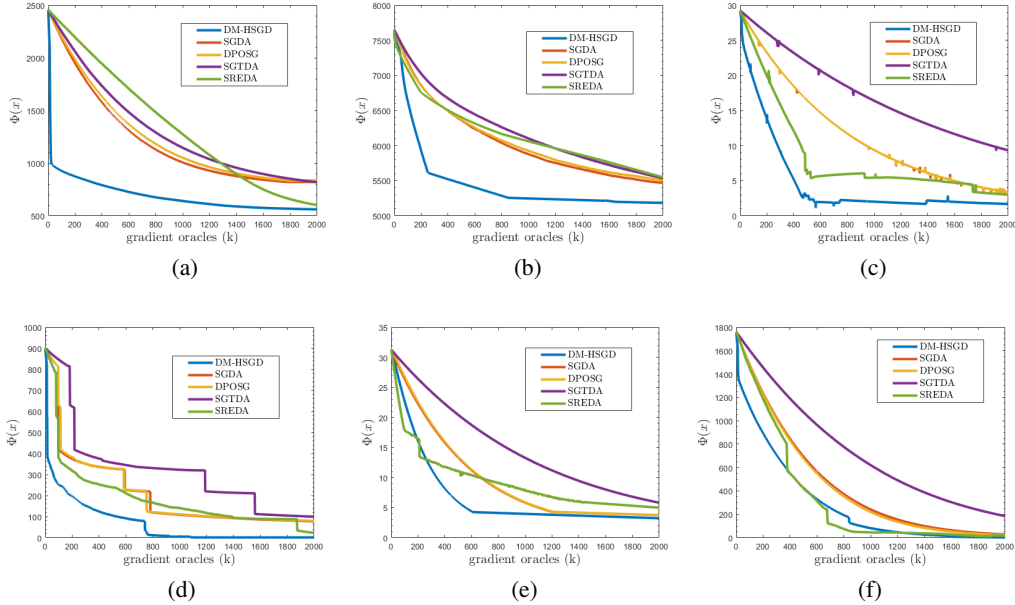 2500
2000
1500
1000
500
Φ(x)
DM-HSGD
SGDA
DPOSG
SGTDA
SREDA
0 200 400 600 800 1000 1200 1400 1600 1800 2000
gradient oracles (k)
(a)
8000
7500
7000
6500
6000
5500
5000
Φ(x)
DM-HSGD
SGDA
DPOSG
SGTDA
SREDA
0 200 400 600 800 1000 1200 1400 1600 1800 2000
gradient oracles (k)
(b)
30
25
20
15
10
5
0
Φ(x)
DM-HSGD
SGDA
DPOSG
SGTDA
SREDA
0 200 400 600 800 1000 1200 1400 1600 1800 2000
gradient oracles (k)
(c)
1000
900
800
700
600
500
400
300
200
100
0
Φ(x)
DM-HSGD
SGDA
DPOSG
SGTDA
SREDA
0 200 400 600 800 1000 1200 1400 1600 1800 2000
gradient oracles (k)
(d)
35
30
25
20
15
10
5
0
Φ(x)
DM-HSGD
SGDA
DPOSG
SGTDA
SREDA
0 200 400 600 800 1000 1200 1400 1600 1800 2000
gradient oracles (k)
(e)
1800
1600
1400
1200
1000
800
600
400
200
0
Φ(x)
DM-HSGD
SGDA
DPOSG
SGTDA
SREDA
0 200 400 600 800 1000 1200 1400 1600 1800 2000
gradient oracles (k)
(f)